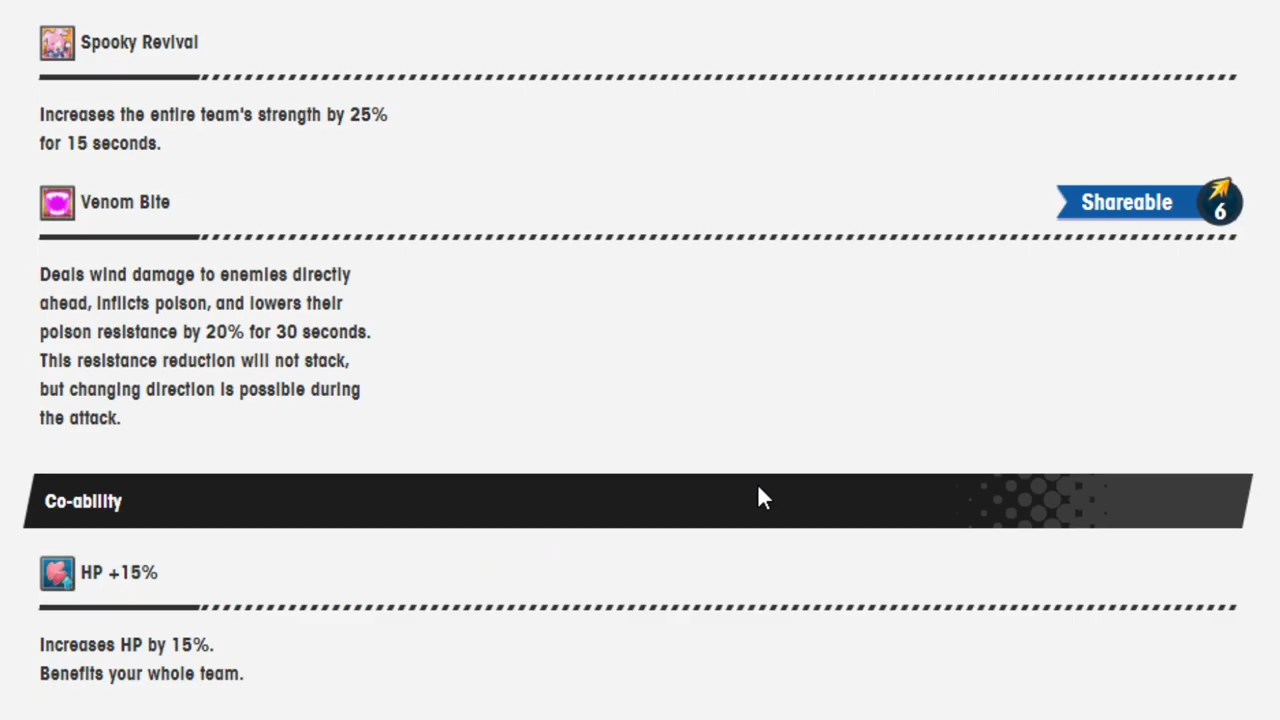 Spooky Revival
Increases the entire team's strength by 25%
for 15 seconds.
Venom Bite
Shareable
6
Deals wind damage to enemies directly
ahead, inflicts poison, and lowers their
poison resistance by 20% for 30 seconds.
This resistance reduction will not stack,
but changing direction is possible during
the attack.
Co-ability
HP +15%
Increases HP by 15%.
Benefits your whole team.